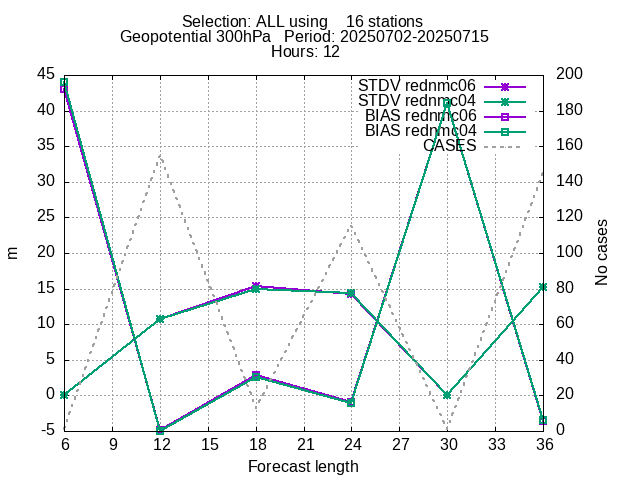 Selection: ALL using    16 stations
Geopotential 300hPa   Period: 20250702-20250715
Hours: 12
STDV rednmc06
STDV rednmc04
BIAS rednmc06
BIAS rednmc04
CASES
45
40
35
30
25
20
15
10
5
0
-5
m
200
180
160
140
120
100
80
60
40
20
0
No cases
6 9 12 15 18 21 24 27 30 33 36
Forecast length